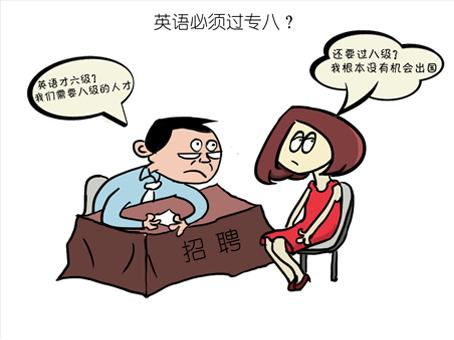 英语必须过专八？
英语才六级？
我们需要八级的人才
还要过八级？
我根本没有机会出国
招聘